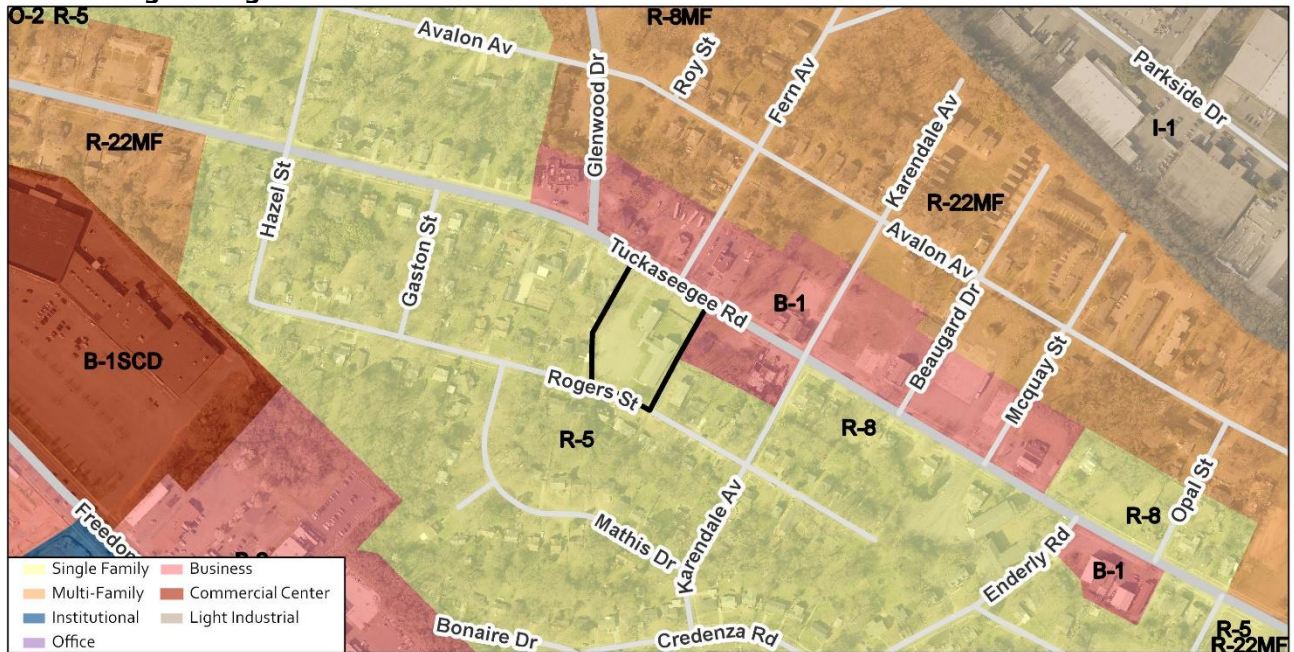 O-2 R-5
R-8MF
Avalon Av
Glenwood Dr
Roy St
Fern Av
Parkside Dr
I-1
R-22MF
Hazel St
Gaston St
Karendale Av
R-22MF
Avalon Av
Tuckaseegee Rd
B-1
Beaugard Dr
Mcquay St
B-1SCD
Rogers St
R-5
R-8
Opal St
R-8
Karendale Av
Mathis Dr
Enderly Rd
B-1
Bonaire Dr
Credenza Rd
R-5
R-22MF
Single Family
Business
Multi-Family
Commercial Center
Institutional
Light Industrial
Office